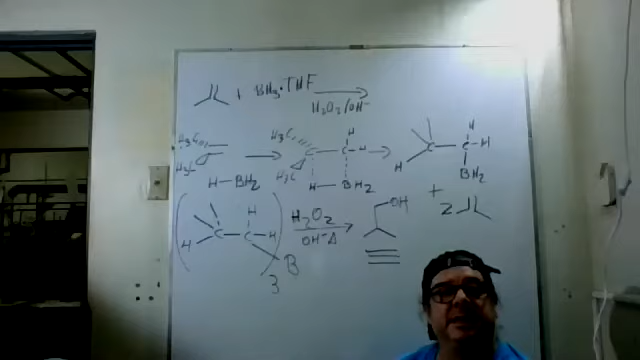 + BH3·THF
H2O2/OH-
H3C H3C C C H H
H3C C H
H3C H BH2
H-BH2 H BH2
+
C C H H H H2O2 OH 2
OH- Δ
B
3